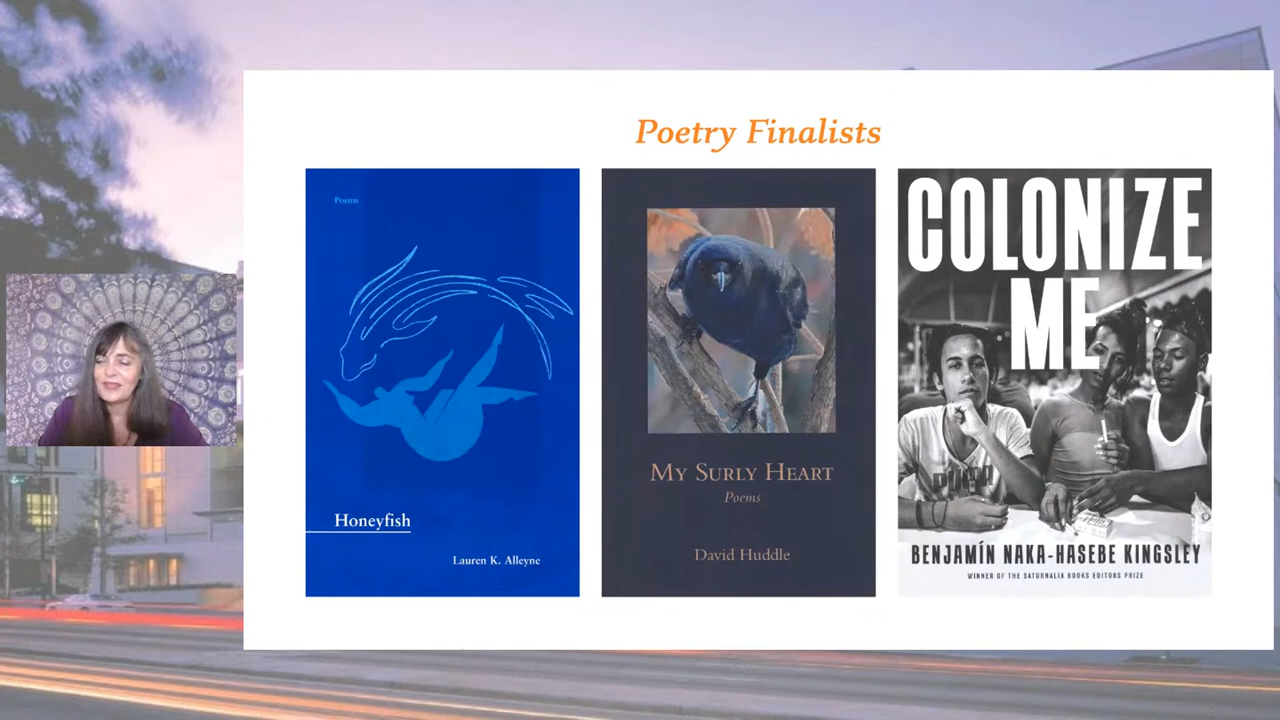 Poetry Finalists
Poems
Honeyfish
Lauren K. Alleyne
My Surly Heart
Poems
David Huddle
COLONIZE
ME
BENJAMÍN NAKA-HASEBE KINGSLEY
WINNER OF THE SATURNALIA BOOKS EDITORS PRIZE